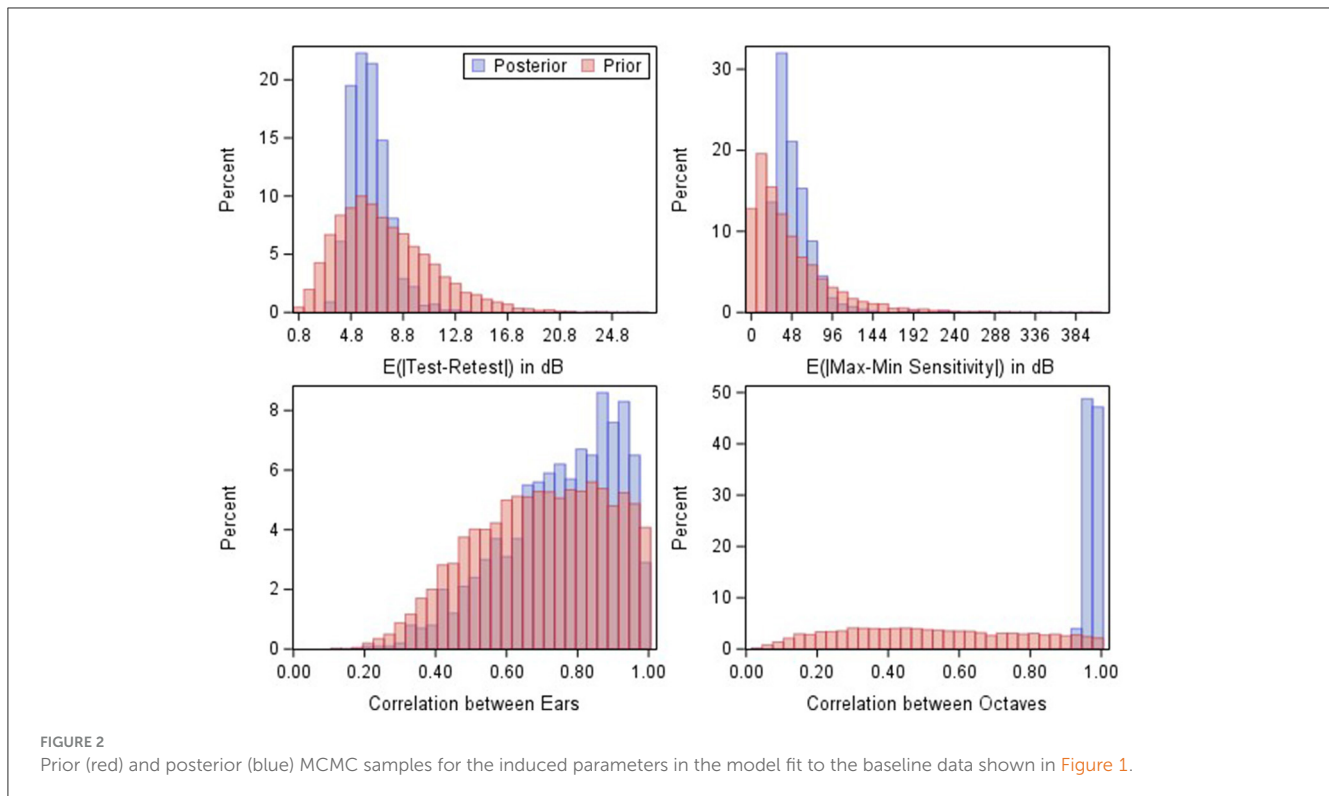 Posterior Prior
Percent
20
15
10
5
0
0.8 4.8 8.8 12.8 16.8 20.8 24.8
E(|Test-Retest|) in dB
Percent
30
20
10
0
0 48 96 144 192 240 288 336 384
E(|Max-Min Sensitivity|) in dB
Percent
8
6
4
2
0
0.00 0.20 0.40 0.60 0.80 1.00
Correlation between Ears
Percent
50
40
30
20
10
0
0.00 0.20 0.40 0.60 0.80 1.00
Correlation between Octaves
FIGURE 2
Prior (red) and posterior (blue) MCMC samples for the induced parameters in the model fit to the baseline data shown in Figure 1.